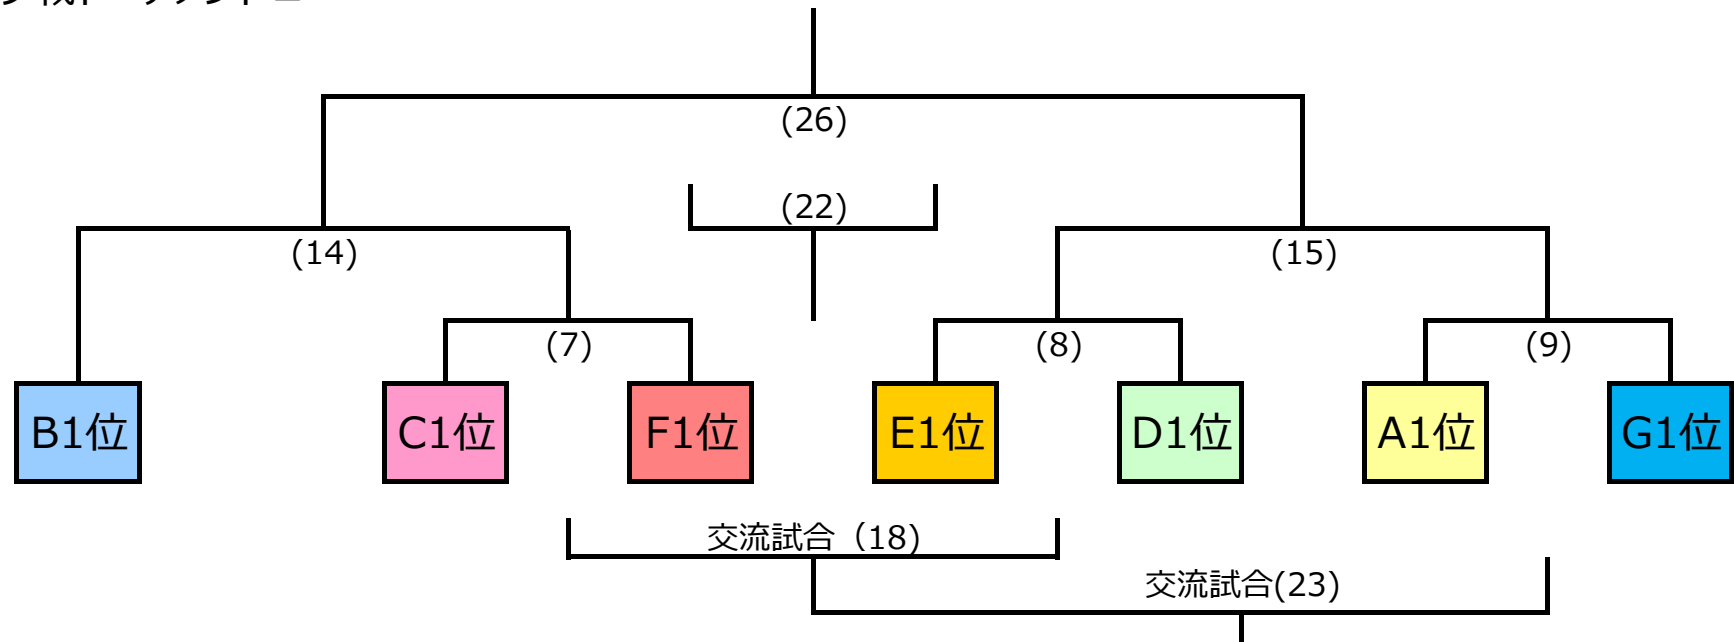 (26)
(22)
(14)
(15)
(7)
(8)
(9)
B1位
C1位
F1位
E1位
D1位
A1位
G1位
交流試合（18)
交流試合(23)